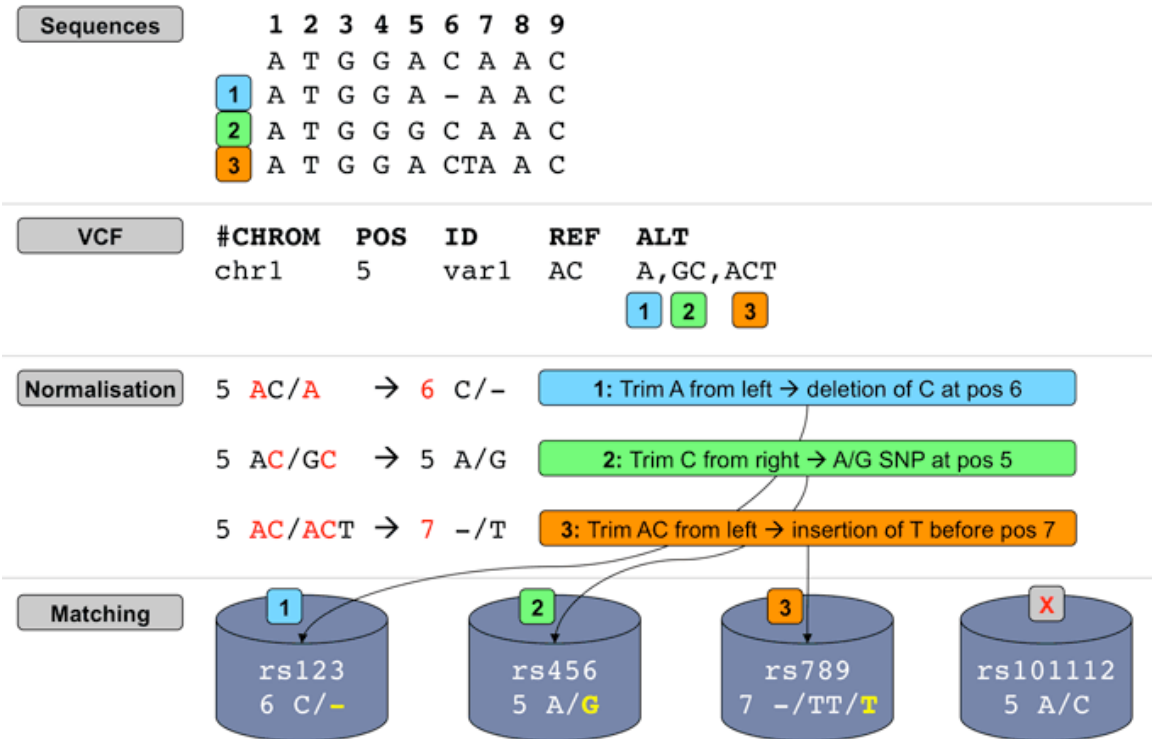 Sequences 1 2 3 4 5 6 7 8 9
A T G G A C A A C
1 A T G G A - A A C
2 A T G G G C A A C
3 A T G G A CTA A C
VCF #CHROM POS ID REF ALT
chr1 5 var1 AC A,GC,ACT
1 2 3
Normalisation 5 AC/A → 6 C/- 1: Trim A from left → deletion of C at pos 6
5 AC/GC → 5 A/G 2: Trim C from right → A/G SNP at pos 5
5 AC/ACT → 7 -/T 3: Trim AC from left → insertion of T before pos 7
Matching 1 2 3 X
rs123 rs456 rs789 rs101112
6 C/- 5 A/G 7 -/TT/T 5 A/C